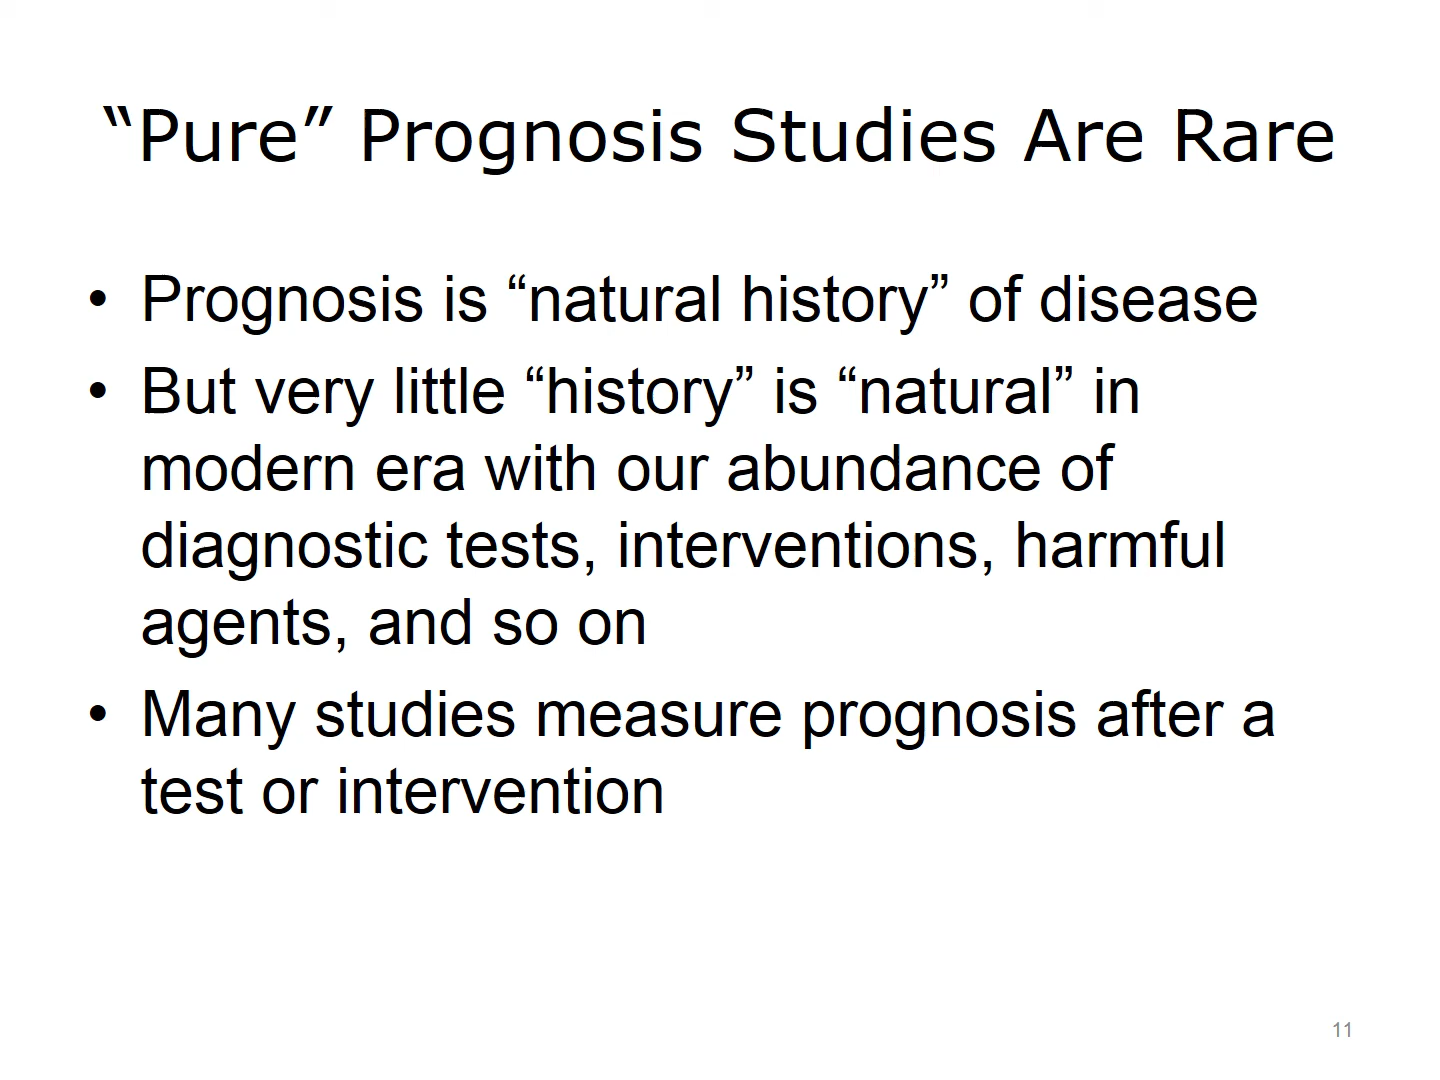 “Pure” Prognosis Studies Are Rare
• Prognosis is “natural history” of disease
• But very little “history” is “natural” in
modern era with our abundance of
diagnostic tests, interventions, harmful
agents, and so on
• Many studies measure prognosis after a
test or intervention
11